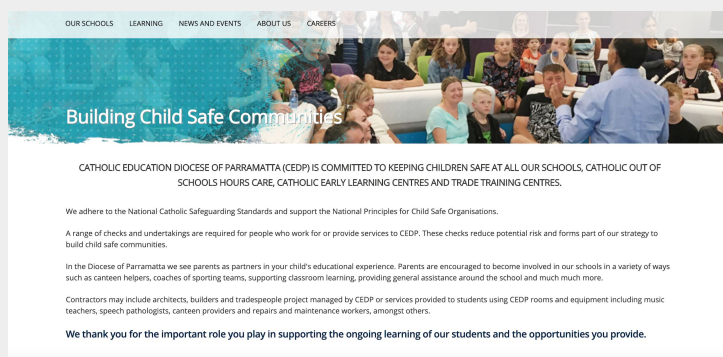 OUR SCHOOLS LEARNING NEWS AND EVENTS ABOUT US CAREERS
Building Child Safe Communities
CATHOLIC EDUCATION DIOCESE OF PARRAMATTA (CEDP) IS COMMITTED TO KEEPING CHILDREN SAFE AT ALL OUR SCHOOLS, CATHOLIC OUT OF
SCHOOLS HOURS CARE, CATHOLIC EARLY LEARNING CENTRES AND TRADE TRAINING CENTRES.
We adhere to the National Catholic Safeguarding Standards and support the National Principles for Child Safe Organisations.
A range of checks and undertakings are required for people who work for or provide services to CEDP. These checks reduce potential risk and forms part of our strategy to
build child safe communities.
In the Diocese of Parramatta we see parents as partners in your child's educational experience. Parents are encouraged to become involved in our schools in a variety of ways
such as canteen helpers, coaches of sporting teams, supporting classroom learning, providing general assistance around the school and much much more.
Contractors may include architects, builders and tradespeople project managed by CEDP or services provided to students using CEDP rooms and equipment including music
teachers, speech pathologists, canteen providers and repairs and maintenance workers, amongst others.
We thank you for the important role you play in supporting the ongoing learning of our students and the opportunities you provide.